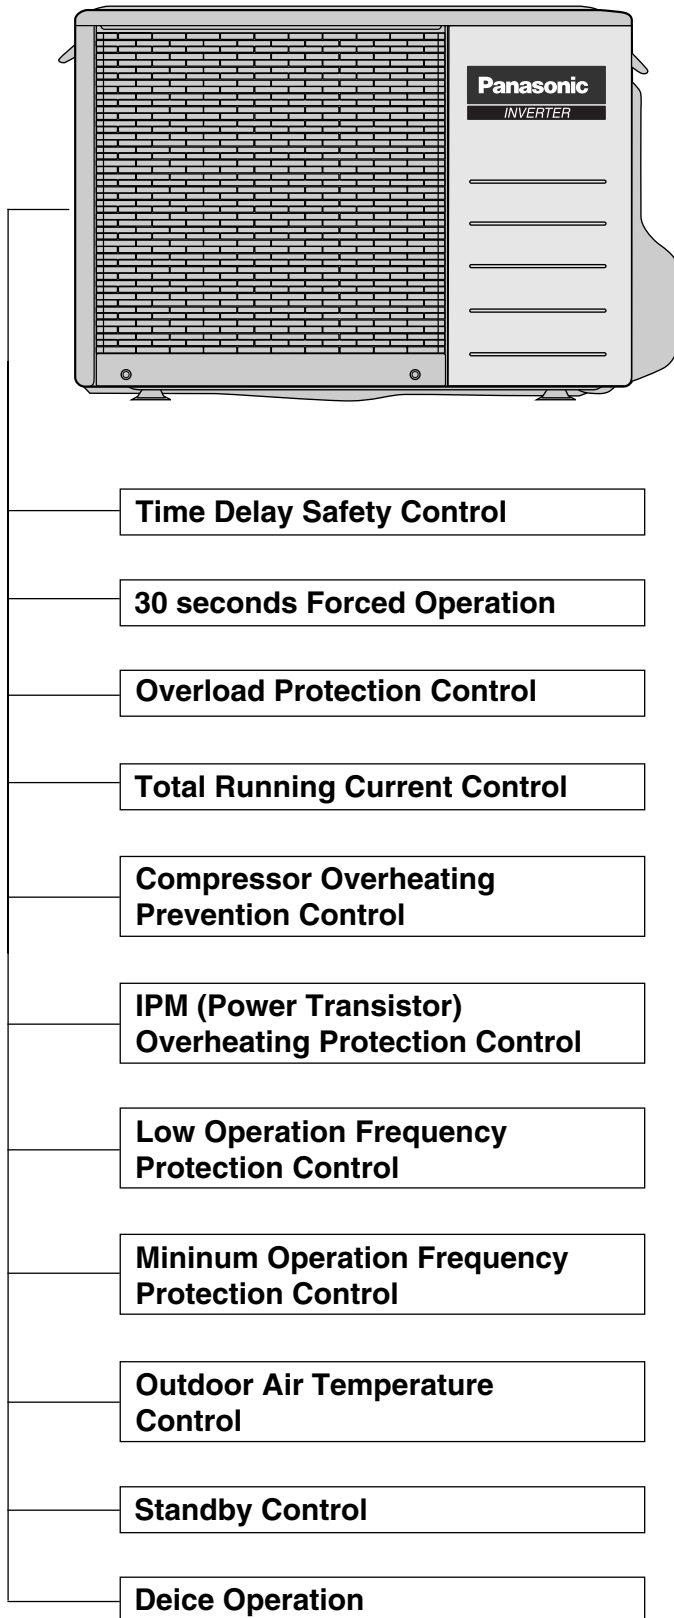 Panasonic
INVERTER
Time Delay Safety Control
30 seconds Forced Operation
Overload Protection Control
Total Running Current Control
Compressor Overheating
Prevention Control
IPM (Power Transistor)
Overheating Protection Control
Low Operation Frequency
Protection Control
Mininum Operation Frequency
Protection Control
Outdoor Air Temperature
Control
Standby Control
Deice Operation